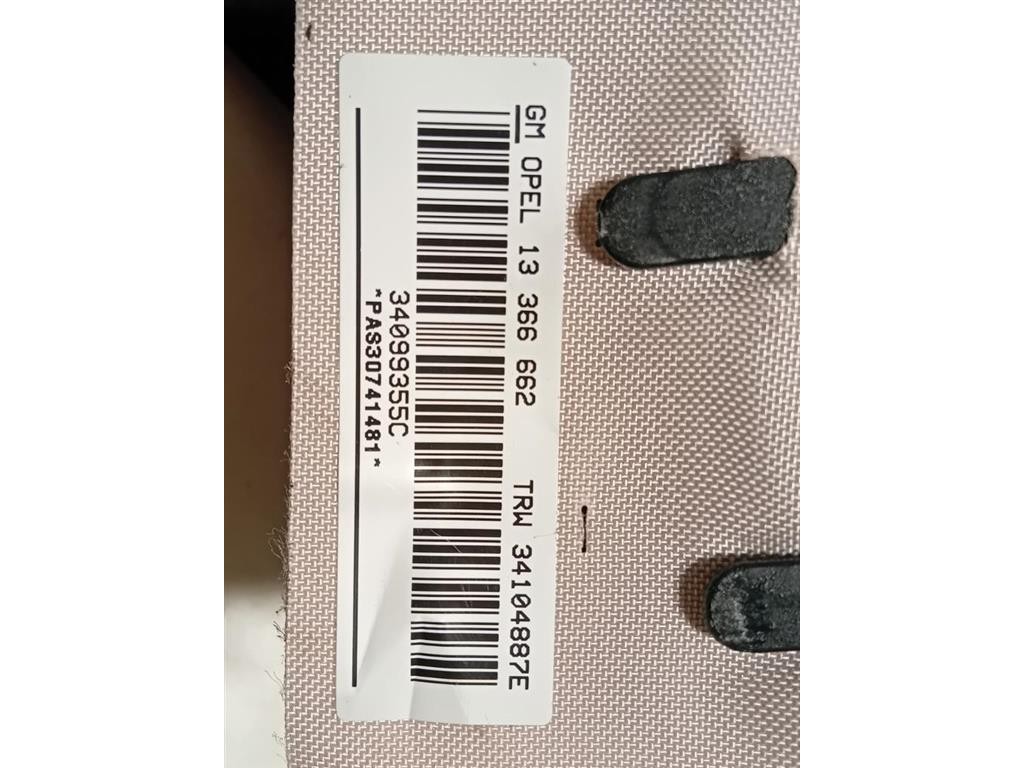 GM OPEL 13 366 662 TRW 34104887E
34099355C
*PAS30741481*